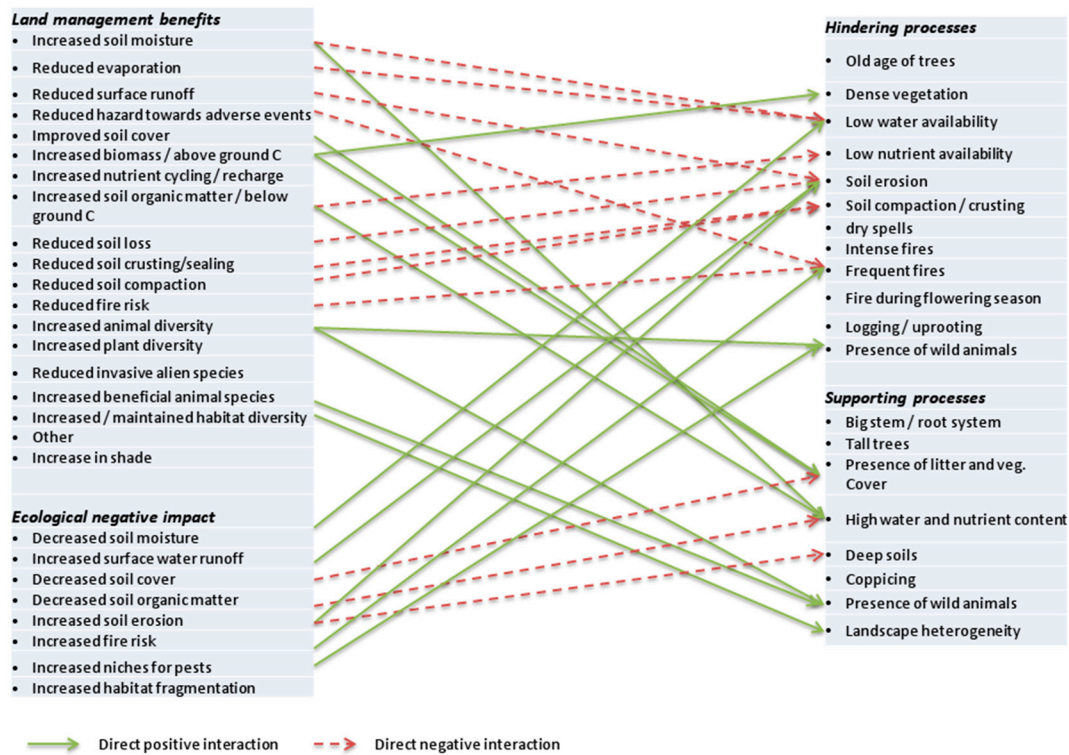 Land management benefits
• Increased soil moisture
• Reduced evaporation
• Reduced surface runoff
• Reduced hazard towards adverse events
• Improved soil cover
• Increased biomass / above ground C
• Increased nutrient cycling / recharge
• Increased soil organic matter / below
ground C
• Reduced soil loss
• Reduced soil crusting/sealing
• Reduced soil compaction
• Reduced fire risk
• Increased animal diversity
• Increased plant diversity
• Reduced invasive alien species
• Increased beneficial animal species
• Increased / maintained habitat diversity
• Other
• Increase in shade
Ecological negative impact
• Decreased soil moisture
• Increased surface water runoff
• Decreased soil cover
• Decreased soil organic matter
• Increased soil erosion
• Increased fire risk
• Increased niches for pests
• Increased habitat fragmentation
Hindering processes
• Old age of trees
• Dense vegetation
• Low water availability
• Low nutrient availability
• Soil erosion
• Soil compaction / crusting
• dry spells
• Intense fires
• Frequent fires
• Fire during flowering season
• Logging / uprooting
• Presence of wild animals
Supporting processes
• Big stem / root system
• Tall trees
• Presence of litter and veg.
Cover
• High water and nutrient content
• Deep soils
• Coppicing
• Presence of wild animals
• Landscape heterogeneity
Direct positive interaction
Direct negative interaction